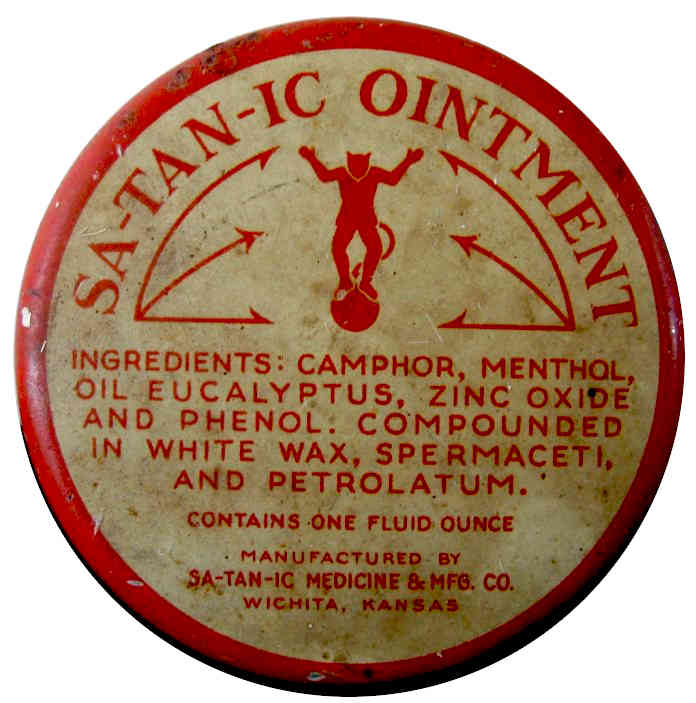 SA-TAN-IC OINTMENT
INGREDIENTS: CAMPHOR, MENTHOL,
OIL EUCALYPTUS, ZINC OXIDE
AND PHENOL. COMPOUNDED
IN WHITE WAX, SPERMACETI,
AND PETROLATUM.
CONTAINS ONE FLUID OUNCE
MANUFACTURED BY
SA-TAN-IC MEDICINE & MFG. CO.
WICHITA, KANSAS